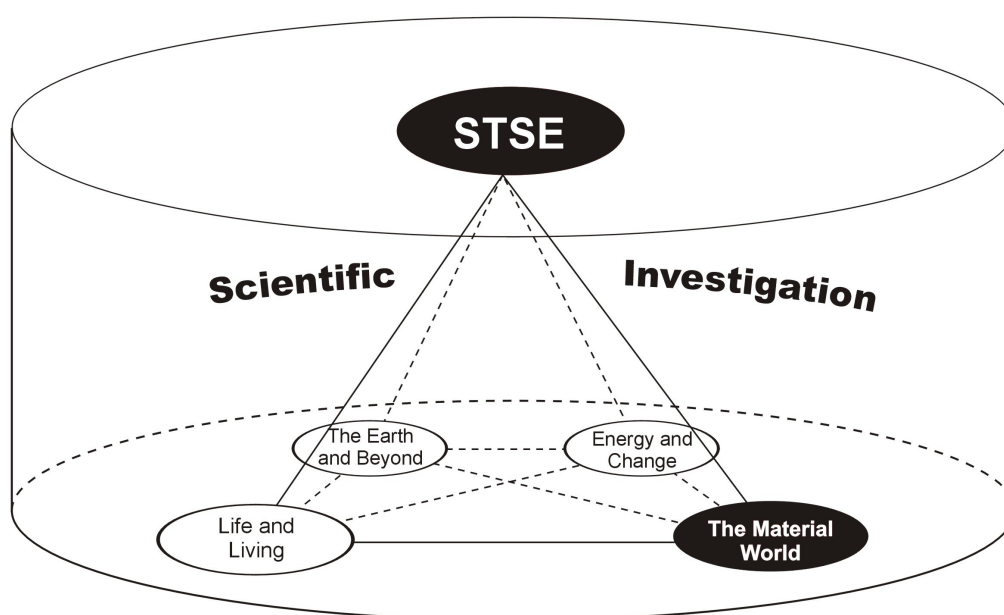 STSE
Scientific
Investigation
The Earth
and Beyond
Energy and
Change
Life and
Living
The Material
World